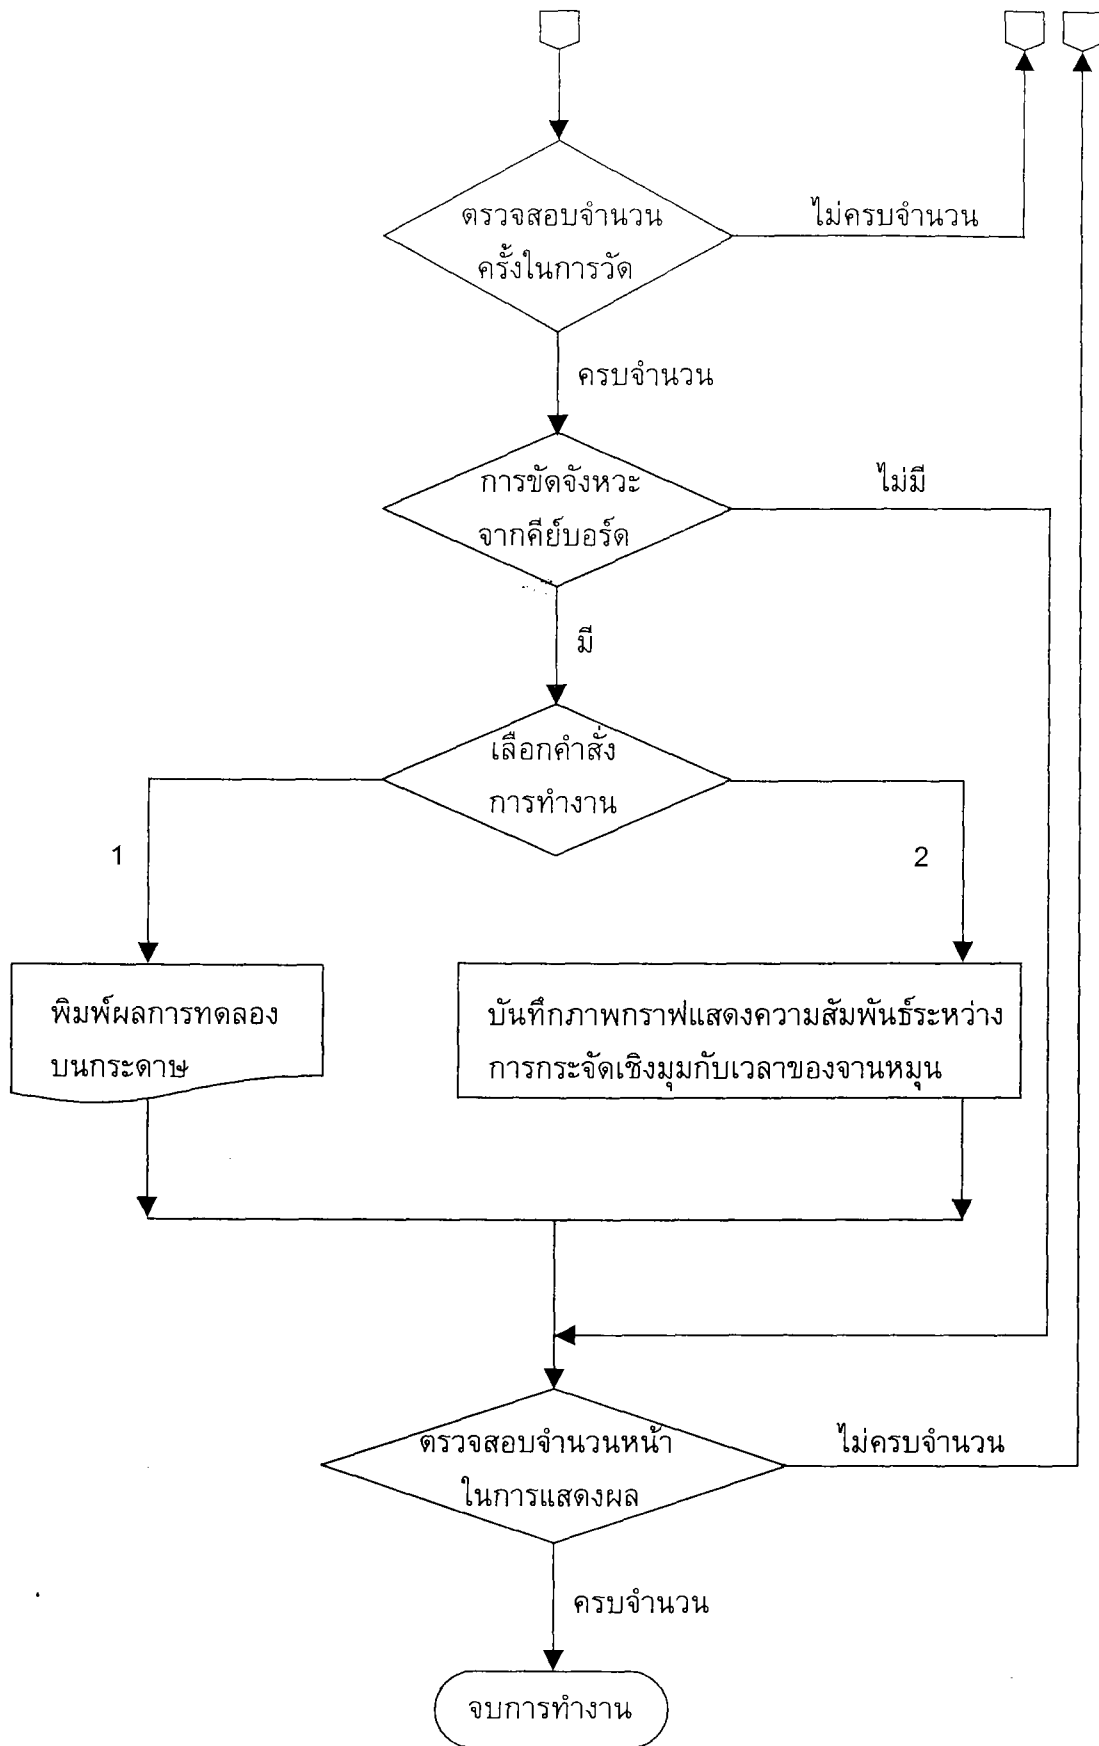 ตรวจสอบจำนวน
ครั้งในการวัด
ไม่ครบจำนวน
ครบจำนวน
การขัดจังหวะ
จากคีย์บอร์ด
ไม่มี
มี
เลือกคำสั่ง
การทำงาน
1
2
พิมพ์ผลการทดลอง
บนกระดาษ
บันทึกภาพกราฟแสดงความสัมพันธ์ระหว่าง
การกระจัดเชิงมุมกับเวลาของจานหมุน
ตรวจสอบจำนวนหน้า
ในการแสดงผล
ไม่ครบจำนวน
ครบจำนวน
จบการทำงาน